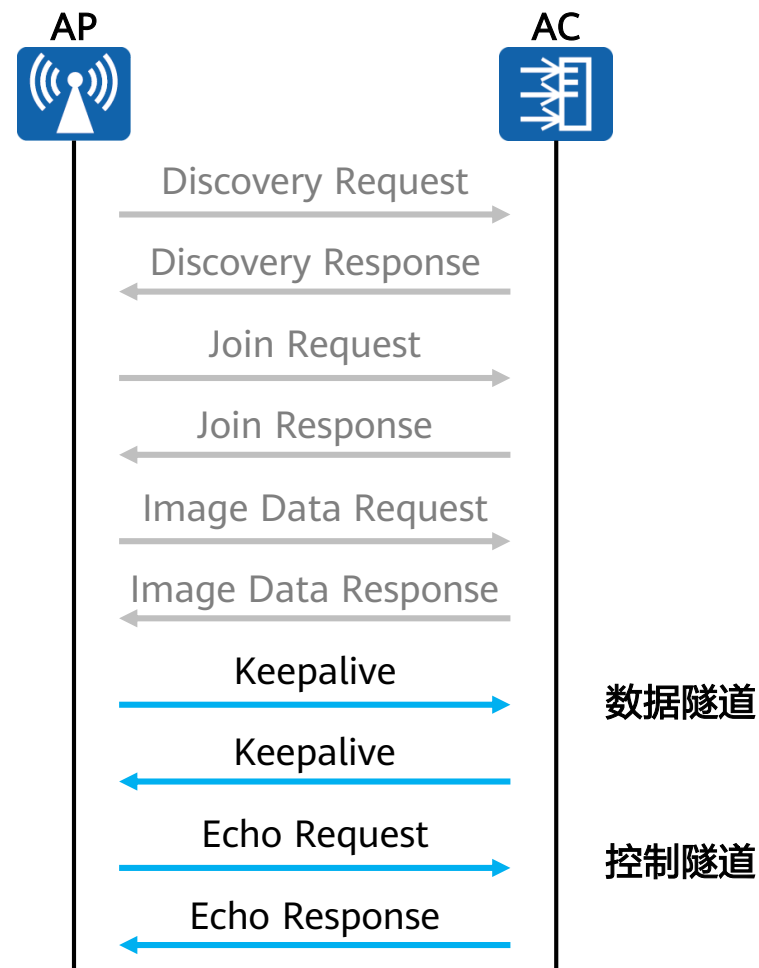 AP
AC
Discovery Request
Discovery Response
Join Request
Join Response
Image Data Request
Image Data Response
Keepalive
数据隧道
Keepalive
Echo Request
控制隧道
Echo Response